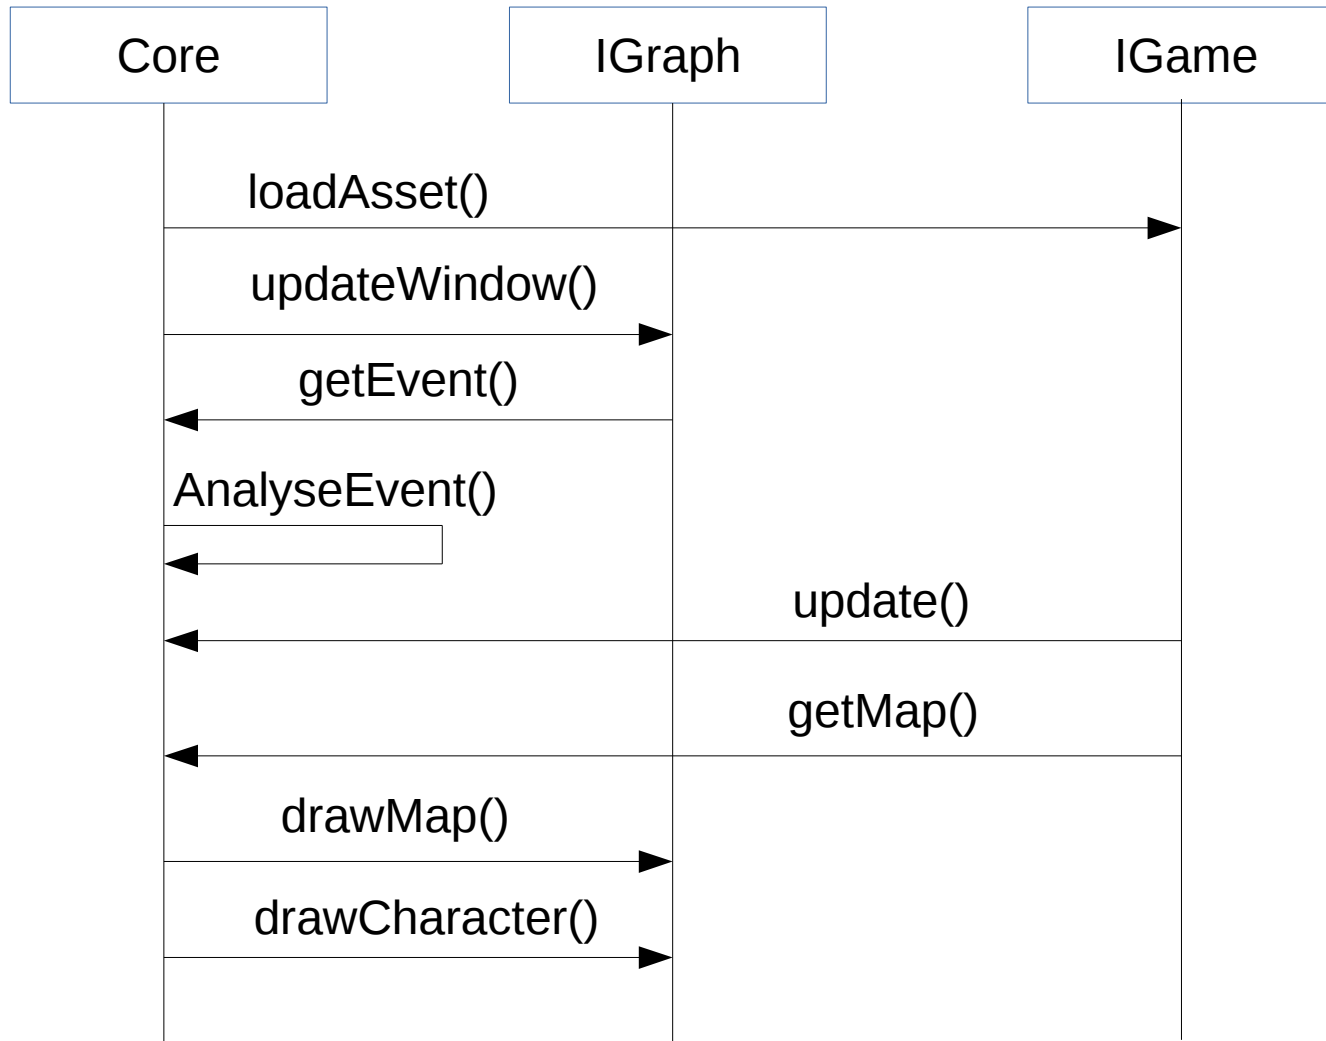 Core
IGraph
IGame
loadAsset()
updateWindow()
getEvent()
AnalyseEvent()
update()
getMap()
drawMap()
drawCharacter()